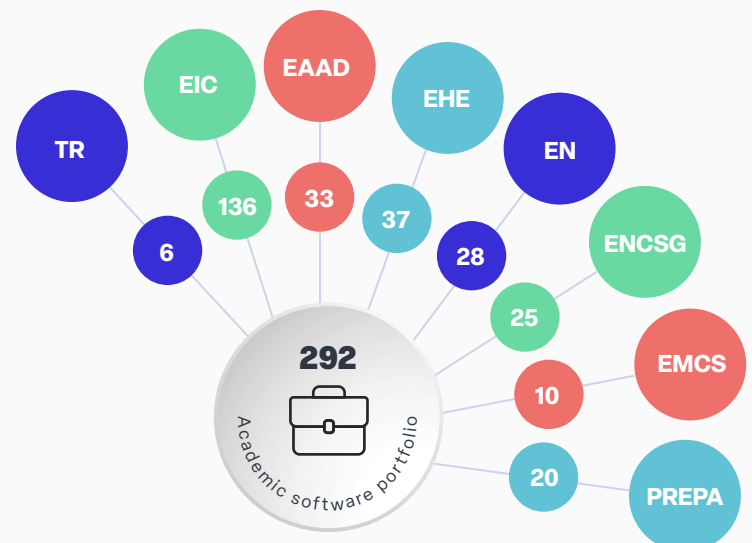 TR
6
EIC
136
EAAD
33
EHE
37
EN
28
ENCSG
25
EMCS
10
PREPA
20
292
Academic software portfolio